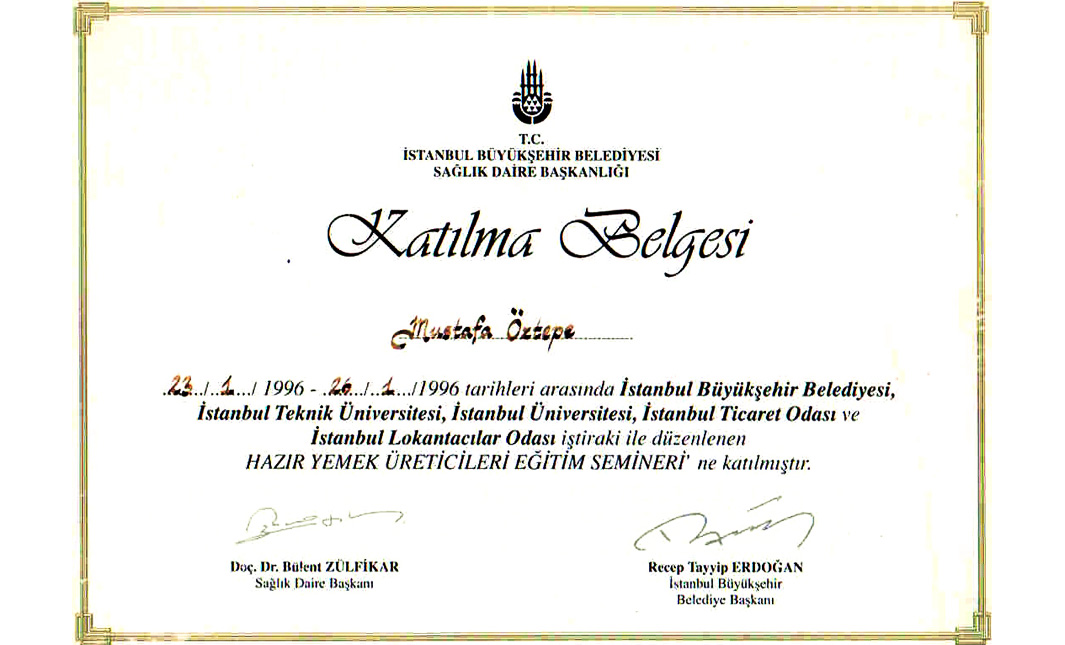 T.C.
İSTANBUL BÜYÜKŞEHİR BELEDİYESİ
SAĞLIK DAİRE BAŞKANLIĞI
Katılma Belgesi
Mustafa Öztepe
23../..1.../ 1996 - .26../..1.../1996 tarihleri arasında İstanbul Büyükşehir Belediyesi,
İstanbul Teknik Üniversitesi, İstanbul Üniversitesi, İstanbul Ticaret Odası ve
İstanbul Lokantacılar Odası iştiraki ile düzenlenen
HAZIR YEMEK ÜRETİCİLERİ EĞİTİM SEMİNERİ' ne katılmıştır.
Doç. Dr. Bülent ZÜLFİKAR
Sağlık Daire Başkanı
Recep Tayyip ERDOĞAN
İstanbul Büyükşehir
Belediye Başkanı